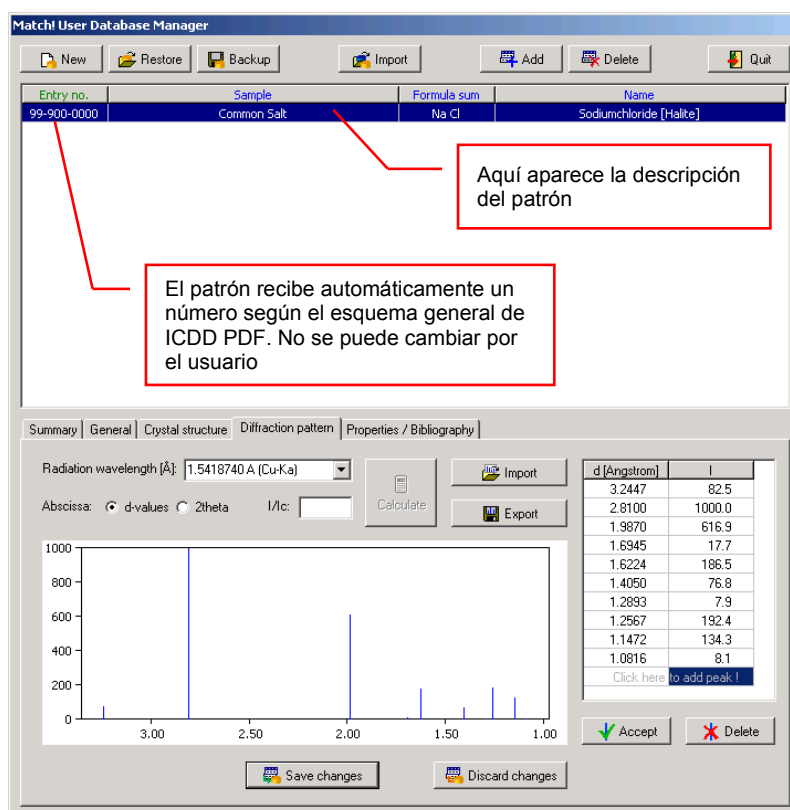 Match! User Database Manager
New Restore Backup Import Add Delete Quit
Entry no. Sample Formula sum Name
99-900-0000 Common Salt Na Cl Sodiumchloride [Halite]
Aquí aparece la descripción
del patrón
El patrón recibe automáticamente un
número según el esquema general de
ICDD PDF. No se puede cambiar por
el usuario
Summary General Crystal structure Diffraction pattern Properties / Bibliography
Radiation wavelength [Å]: 1.5418740 A (Cu-Ka)
Abscissa: d-values 2theta I/Ic:
Calculate
Import
Export
d [Angstrom] I
3.2447 82.5
2.8100 1000.0
1.9870 616.9
1.6945 17.7
1.6224 186.5
1.4050 76.8
1.2893 7.9
1.2567 192.4
1.1472 134.3
1.0816 8.1
Click here to add peak !
1000
800
600
400
200
0
3.00 2.50 2.00 1.50 1.00
Accept Delete
Save changes Discard changes